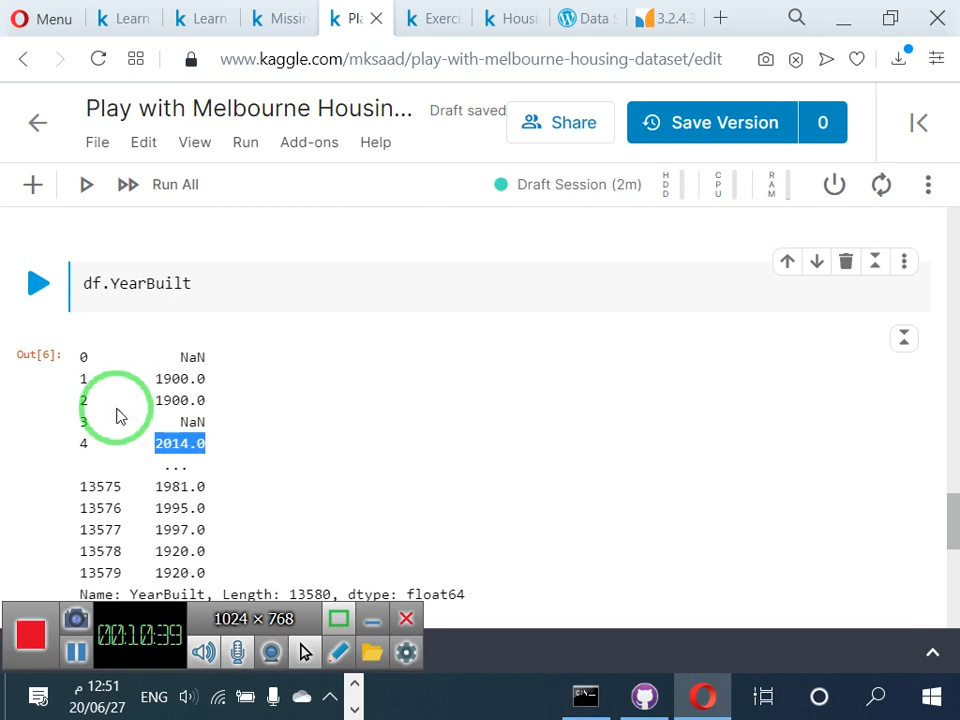 Menu
Learn
Learn
Missin
Pla
Exerci
Housi
Data S
3.2.4.3
www.kaggle.com/mksaad/play-with-melbourne-housing-dataset/edit
Play with Melbourne Housin...
Draft saved
Share
Save Version
0
File
Edit
View
Run
Add-ons
Help
Run All
Draft Session (2m)
HDD
CPU
RAM
df.YearBuilt
Out[6]:
0 NaN
1 1900.0
2 1900.0
3 NaN
4 2014.0
...
13575 1981.0
13576 1995.0
13577 1997.0
13578 1920.0
13579 1920.0
Name: YearBuilt, Length: 13580, dtype: float64
00:10:39
1024 × 768
12:51 م
20/06/27
ENG